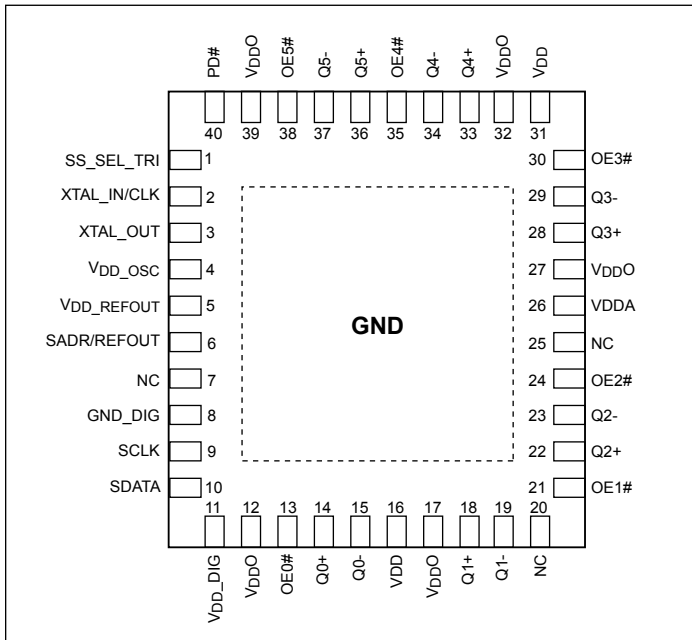 PD#
VDDO
OE5#
Q5-
Q5+
OE4#
Q4-
Q4+
VDDO
VDD
40 39 38 37 36 35 34 33 32 31
SS_SEL_TRI 1
XTAL_IN/CLK 2
XTAL_OUT 3
VDD_OSC 4
VDD_REFOUT 5
SADR/REFOUT 6
NC 7
GND_DIG 8
SCLK 9
SDATA 10
GND
30 OE3#
29 Q3-
28 Q3+
27 VDDO
26 VDDA
25 NC
24 OE2#
23 Q2-
22 Q2+
21 OE1#
11 12 13 14 15 16 17 18 19 20
VDD_DIG
VDDO
OE0#
Q0+
Q0-
VDD
VDDO
Q1+
Q1-
NC